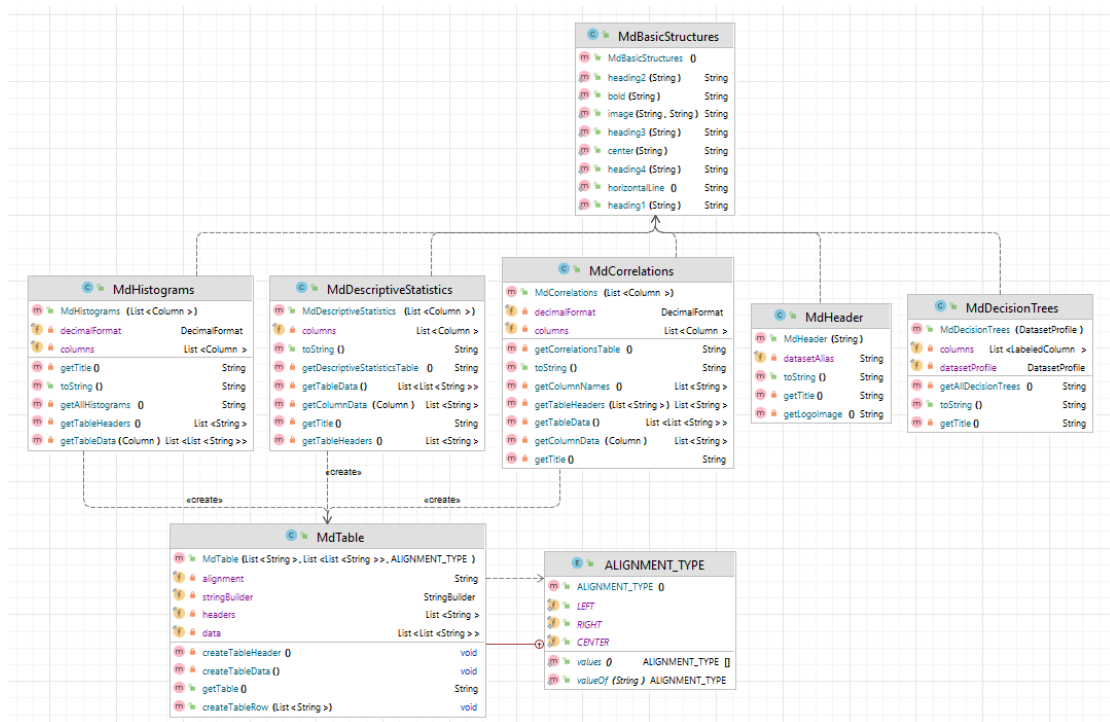 MdBasicStructures
MdBasicStructures ()
heading2 (String) String
bold (String) String
image (String, String) String
heading3 (String) String
center (String) String
heading4 (String) String
horizontalLine () String
heading1 (String) String
MdHistograms
MdHistograms (List <Column >)
decimalFormat DecimalFormat
columns List <Column >
getTitle () String
toString () String
getAllHistograms () String
getTableHeaders () List <String >
getTableData (Column) List <List <String >>
MdDescriptiveStatistics
MdDescriptiveStatistics (List <Column >)
columns List <Column >
toString () String
getDescriptiveStatisticsTable () String
getTableData () List <List <String >>
getColumnData (Column) List <String >
getTitle () String
getTableHeaders () List <String >
MdCorrelations
MdCorrelations (List <Column >)
decimalFormat DecimalFormat
columns List <Column >
getCorrelationsTable () String
toString () String
getColumnNames () List <String >
getTableHeaders (List <String >) List <String >
getTableData () List <List <String >>
getColumnData (Column) List <String >
getTitle () String
MdHeader
MdHeader (String)
datasetAlias String
toString () String
getTitle () String
getLogoImage () String
MdDecisionTrees
MdDecisionTrees (DatasetProfile )
columns List <LabeledColumn >
datasetProfile DatasetProfile
getAllDecisionTrees () String
toString () String
getTitle () String
«create»
«create»
«create»
MdTable
MdTable (List <String >, List <List <String >>, ALIGNMENT_TYPE )
alignment String
stringBuilder StringBuilder
headers List <String >
data List <List <String >>
createTableHeader () void
createTableData () void
getTable () String
createTableRow (List <String>) void
ALIGNMENT_TYPE
ALIGNMENT_TYPE ()
LEFT
RIGHT
CENTER
values () ALIGNMENT_TYPE []
valueOf (String ) ALIGNMENT_TYPE